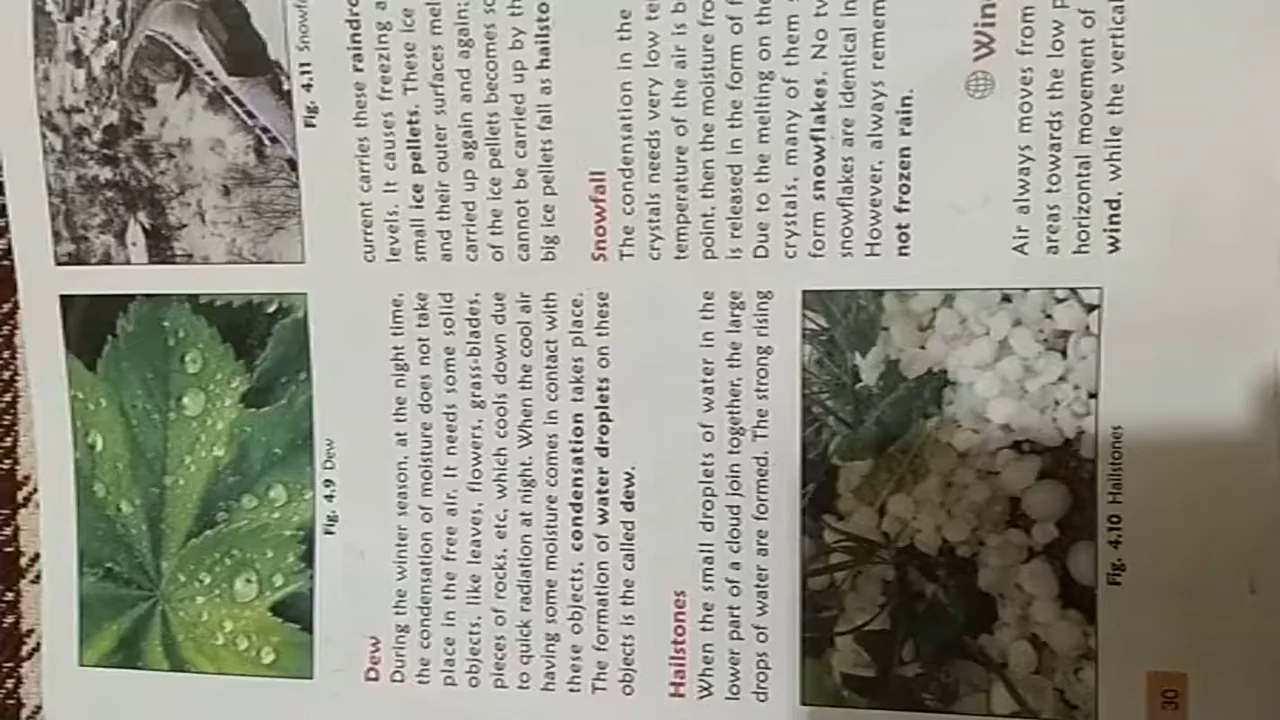 Fig. 4.9 Dew
Dew
During the winter season, at the night time,
the condensation of moisture does not take
place in the free air. It needs some solid
objects, like leaves, flowers, grass-blades,
pieces of rocks, etc, which cools down due
to quick radiation at night. When the cool air
having some moisture comes in contact with
there objects, condensation takes place.
The formation of water droplets on these
objects is the called dew.
Hailstones
When the small droplets of water in the
lower part of a cloud join together, the large
drops of water are formed. The strong rising
Fig. 4.10 Hailstones
30
Fig. 4.11
current carries these
levels. It causes freezing
small ice pellets. These ice
and their outer surfaces
carried up again and again;
of the ice pellets becomes
cannot be carried up by
big ice pellets fall as
Snowfall
The condensation in the
crystals needs very low
temperature of the air is
point, then the moisture
is released in the form of
Due to the melting on the
crystals, many of them
form snowflakes. No
snowflakes are identical in
However, always
not frozen rain.
Air always moves from
areas towards the low
horizontal movement of
wind, while the vertical